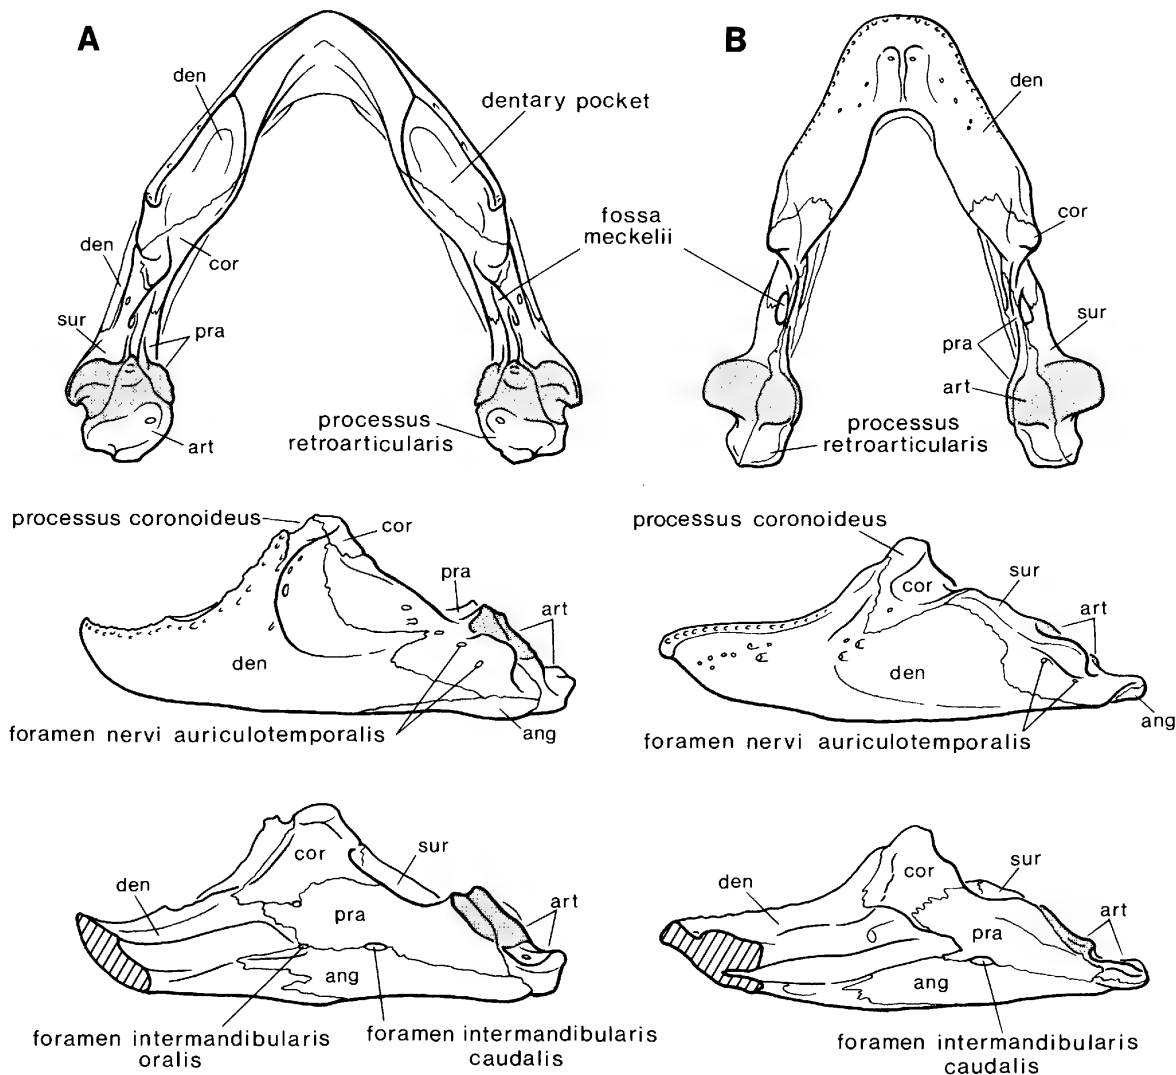 A
den
dentary pocket
fossa
meckelii
den
cor
sur
pra
processus
retroarticularis
art
B
den
cor
sur
pra
art
processus
retroarticularis
processus coronoideus
cor
pra
art
den
ang
foramen nervi auriculotemporalis
processus coronoideus
cor
sur
art
den
ang
foramen nervi auriculotemporalis
cor
sur
den
art
pra
ang
foramen intermandibularis
oralis
foramen intermandibularis
caudalis
cor
sur
den
art
pra
ang
foramen intermandibularis
caudalis